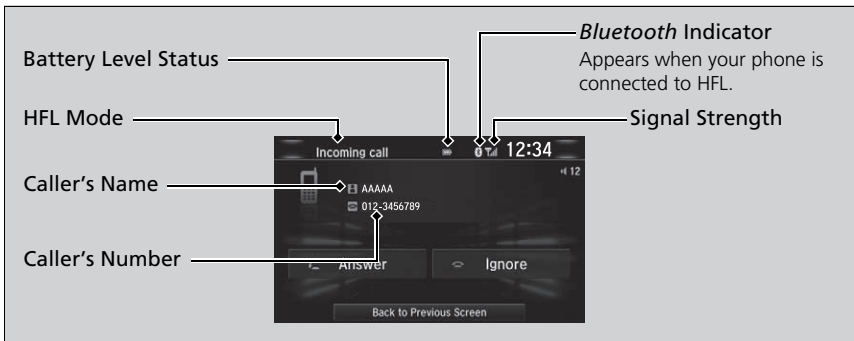 Battery Level Status
Bluetooth Indicator
Appears when your phone is
connected to HFL.
HFL Mode
Signal Strength
Incoming call
12:34
12
Caller's Name
AAAAA
012-3456789
Caller's Number
Answer
Ignore
Back to Previous Screen